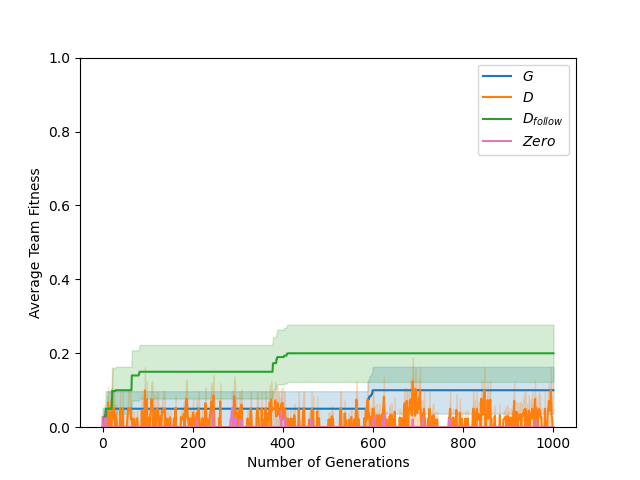 1.0
0.8
0.6
0.4
0.2
0.0
Average Team Fitness
0 200 400 600 800 1000
Number of Generations
G
D
D_follow
Zero